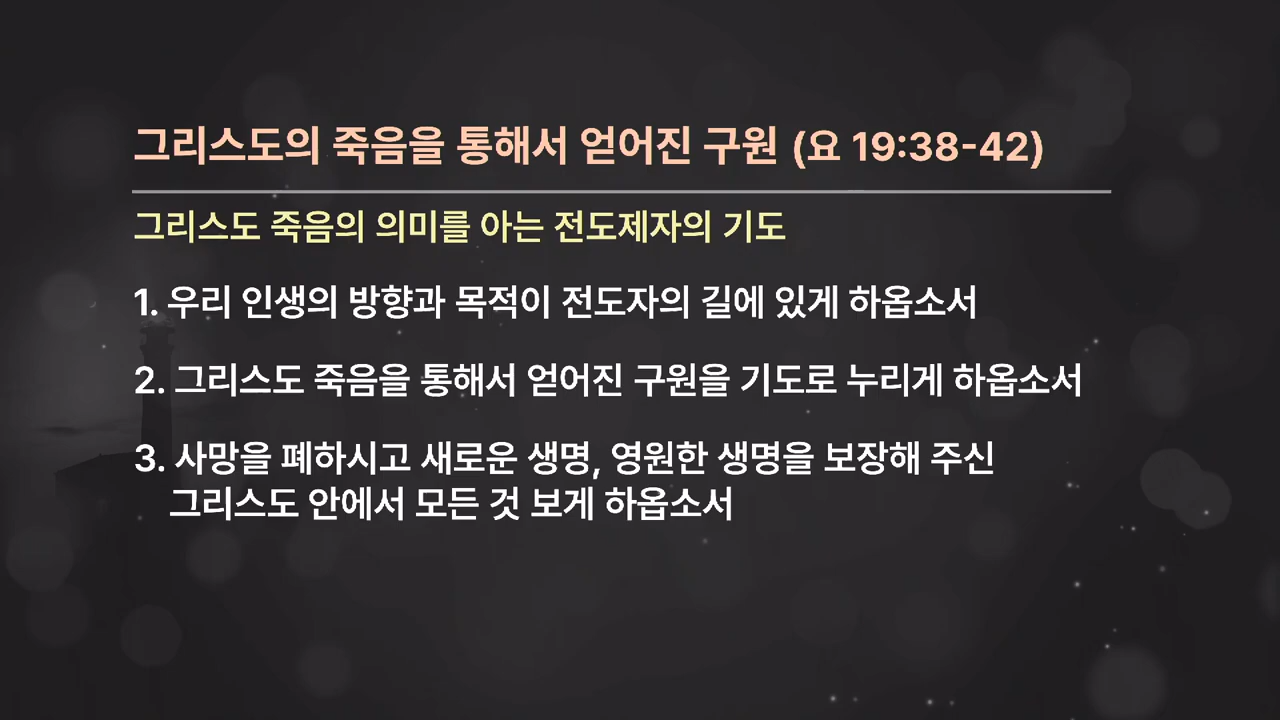 그리스도의 죽음을 통해서 얻어진 구원 (요 19:38-42)
그리스도 죽음의 의미를 아는 전도제자의 기도
1. 우리 인생의 방향과 목적이 전도자의 길에 있게 하옵소서
2. 그리스도 죽음을 통해서 얻어진 구원을 기도로 누리게 하옵소서
3. 사망을 폐하시고 새로운 생명, 영원한 생명을 보장해 주신
그리스도 안에서 모든 것 보게 하옵소서